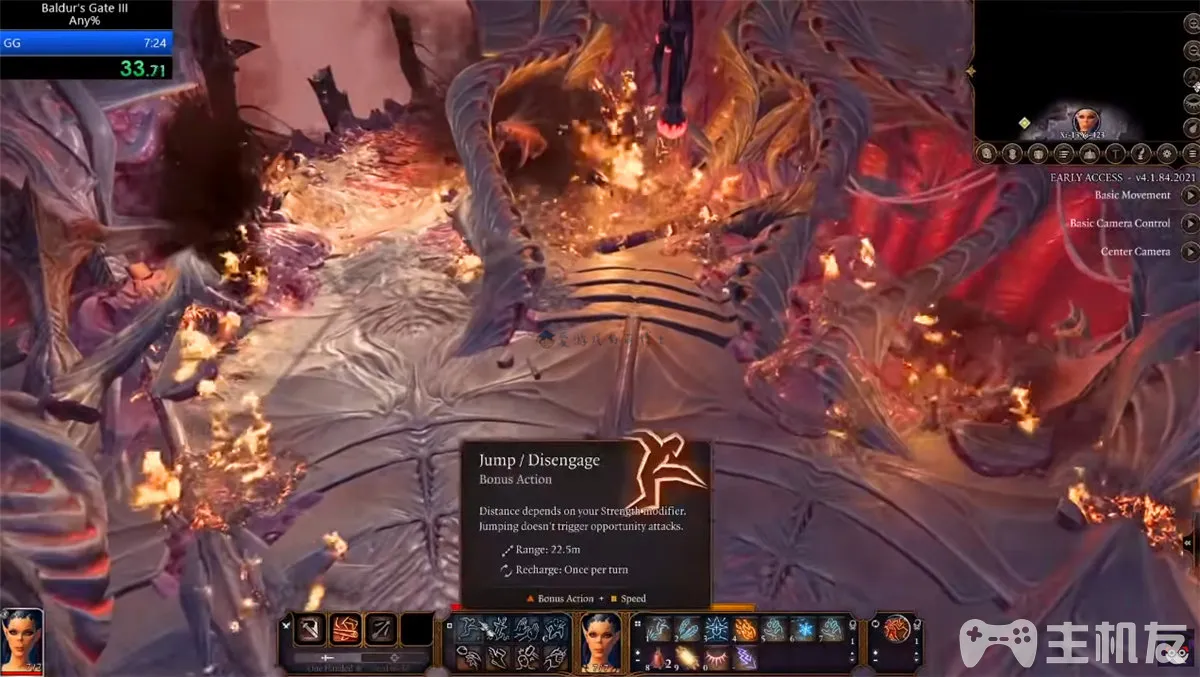 Baldur's Gate III
Any%
GG 7:24
33.71
EARLY ACCESS - v4.1.84.2021
Basic Movement
Basic Camera Control
Center Camera
Jump / Disengage
Bonus Action
Distance depends on your Strength modifier.
Jumping doesn't trigger opportunity attacks.
Range: 22.5m
Recharge: Once per turn
Bonus Action + Speed
主机友